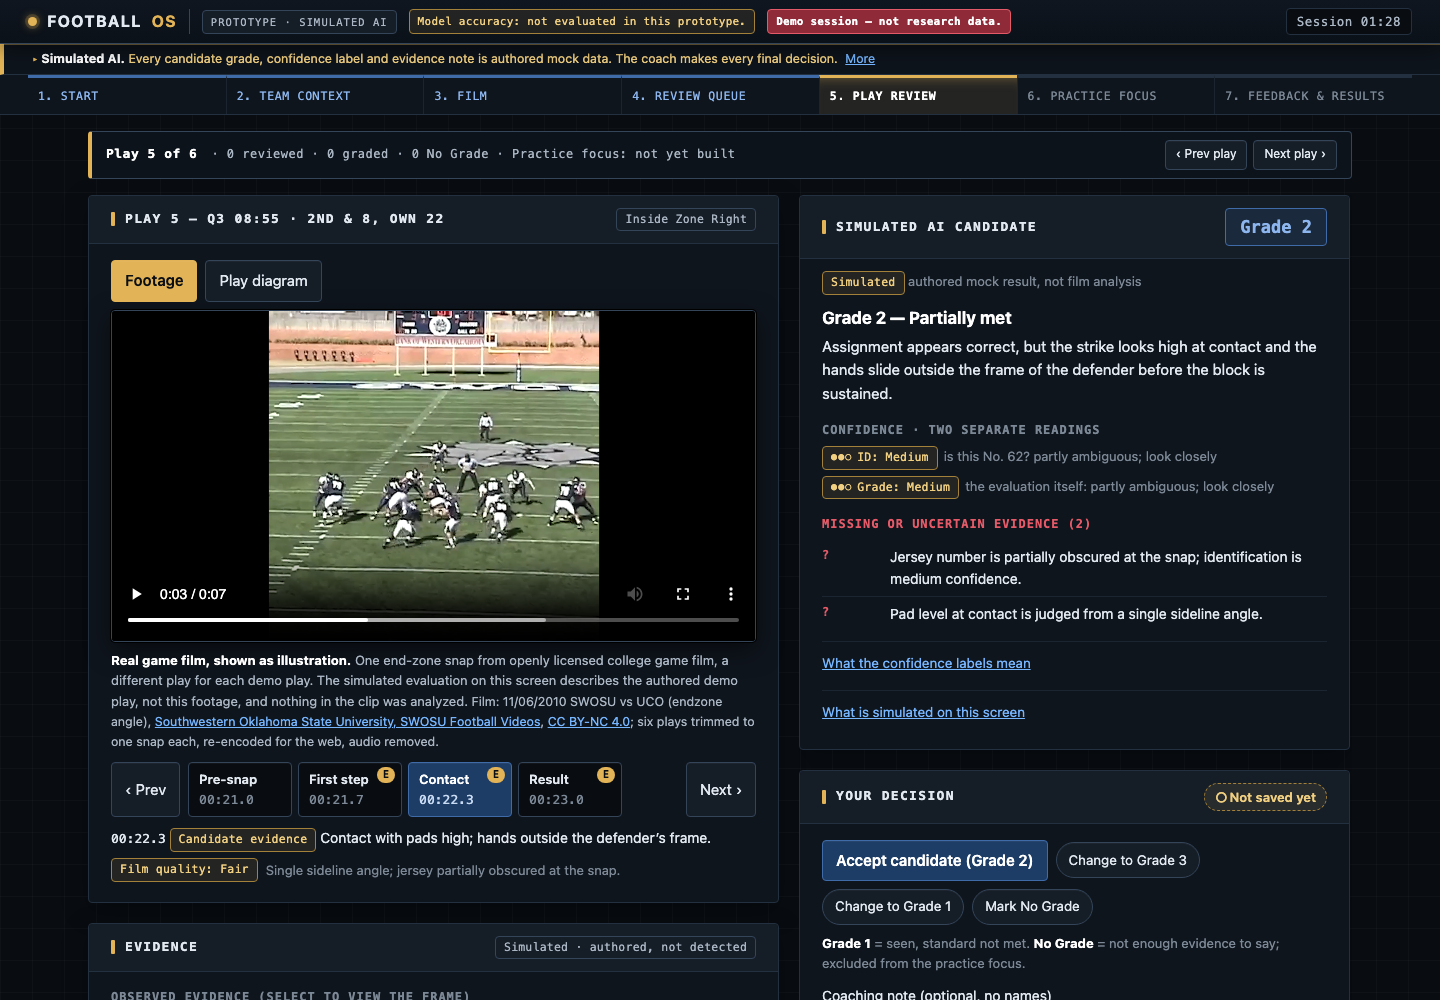 FOOTBALL OS
PROTOTYPE · SIMULATED AI
Model accuracy: not evaluated in this prototype.
Demo session — not research data.
Session 01:28
▸ Simulated AI. Every candidate grade, confidence label and evidence note is authored mock data. The coach makes every final decision. More
1. START
2. TEAM CONTEXT
3. FILM
4. REVIEW QUEUE
5. PLAY REVIEW
6. PRACTICE FOCUS
7. FEEDBACK & RESULTS
Play 5 of 6 · 0 reviewed · 0 graded · 0 No Grade · Practice focus: not yet built
‹ Prev play
Next play ›
PLAY 5 — Q3 08:55 · 2ND & 8, OWN 22
Inside Zone Right
Footage
Play diagram
BANK OF WESTERN OKLAHOMA
0:03 / 0:07
Real game film, shown as illustration. One end-zone snap from openly licensed college game film, a
different play for each demo play. The simulated evaluation on this screen describes the authored demo
play, not this footage, and nothing in the clip was analyzed. Film: 11/06/2010 SWOSU vs UCO (endzone
angle), Southwestern Oklahoma State University, SWOSU Football Videos, CC BY-NC 4.0; six plays trimmed to
one snap each, re-encoded for the web, audio removed.
‹ Prev
Pre-snap
00:21.0
First step E
00:21.7
Contact E
00:22.3
Result E
00:23.0
Next ›
00:22.3 Candidate evidence Contact with pads high; hands outside the defender's frame.
Film quality: Fair Single sideline angle; jersey partially obscured at the snap.
EVIDENCE
Simulated · authored, not detected
OBSERVED EVIDENCE (SELECT TO VIEW THE FRAME)
SIMULATED AI CANDIDATE
Grade 2
Simulated authored mock result, not film analysis
Grade 2 — Partially met
Assignment appears correct, but the strike looks high at contact and the
hands slide outside the frame of the defender before the block is
sustained.
CONFIDENCE · TWO SEPARATE READINGS
●●○ ID: Medium is this No. 62? partly ambiguous; look closely
●●○ Grade: Medium the evaluation itself: partly ambiguous; look closely
MISSING OR UNCERTAIN EVIDENCE (2)
? Jersey number is partially obscured at the snap; identification is
medium confidence.
? Pad level at contact is judged from a single sideline angle.
What the confidence labels mean
What is simulated on this screen
YOUR DECISION
Not saved yet
Accept candidate (Grade 2)
Change to Grade 3
Change to Grade 1
Mark No Grade
Grade 1 = seen, standard not met. No Grade = not enough evidence to say;
excluded from the practice focus.
Coaching note (optional, no names)